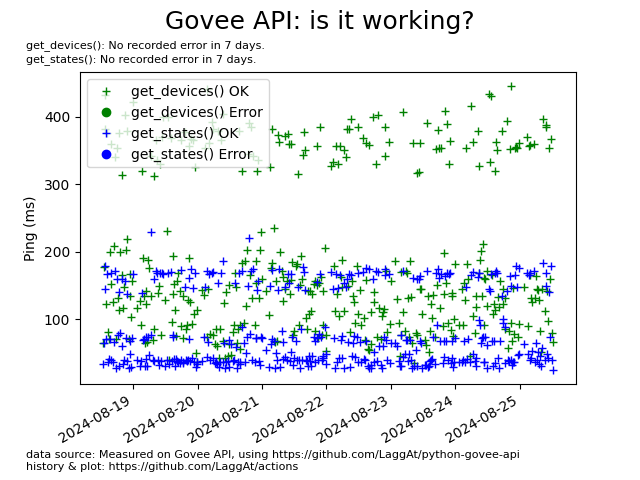 Govee API: is it working?
get_devices(): No recorded error in 7 days.
get_states(): No recorded error in 7 days.
get_devices() OK
get_devices() Error
get_states() OK
get_states() Error
Ping (ms)
400
300
200
100
2024-08-19
2024-08-20
2024-08-21
2024-08-22
2024-08-23
2024-08-24
2024-08-25
data source: Measured on Govee API, using https://github.com/LaggAt/python-govee-api
history & plot: https://github.com/LaggAt/actions